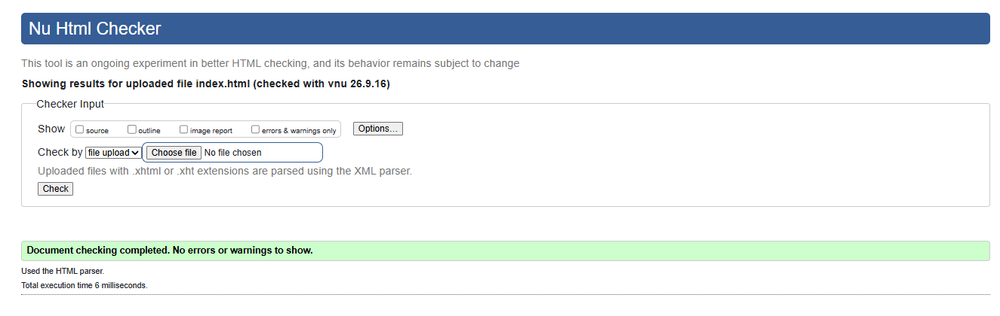 Nu Html Checker
This tool is an ongoing experiment in better HTML checking, and its behavior remains subject to change
Showing results for uploaded file index.html (checked with vnu 26.9.16)
Checker Input
Show source outline image report errors & warnings only Options...
Check by file upload Choose file No file chosen
Uploaded files with .xhtml or .xht extensions are parsed using the XML parser.
Check
Document checking completed. No errors or warnings to show.
Used the HTML parser.
Total execution time 6 milliseconds.